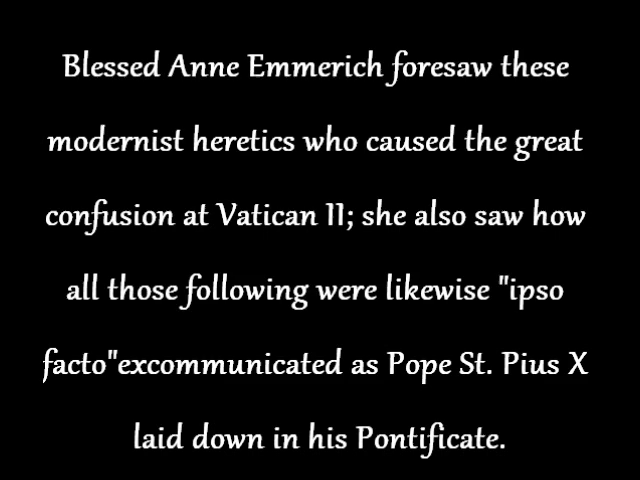 Blessed Anne Emmerich foresaw these
modernist heretics who caused the great
confusion at Vatican II; she also saw how
all those following were likewise "ipso
facto"excommunicated as Pope St. Pius X
laid down in his Pontificate.